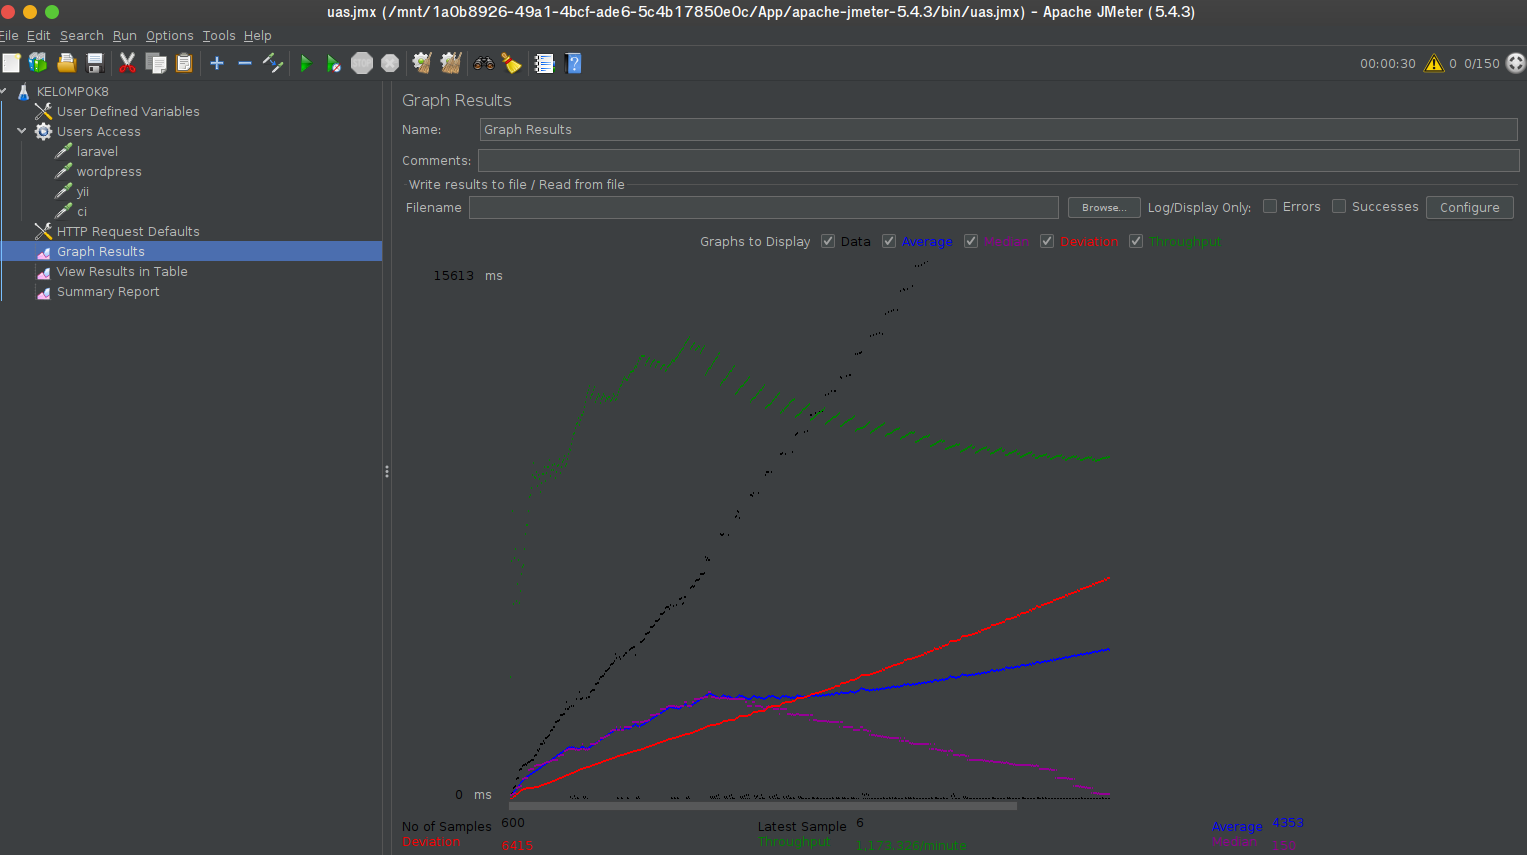 uas.jmx (/mnt/1a0b8926-49a1-4bcf-ade6-5c4b17850e0c/App/apache-jmeter-5.4.3/bin/uas.jmx) - Apache JMeter (5.4.3)
File Edit Search Run Options Tools Help
STOP
00:00:30 0 0/150
KELOMPOK8
User Defined Variables
Users Access
laravel
wordpress
yii
ci
HTTP Request Defaults
Graph Results
View Results in Table
Summary Report
Graph Results
Name: Graph Results
Comments:
Write results to file / Read from file
Filename Browse... Log/Display Only: Errors Successes Configure
Graphs to Display Data Average Median Deviation Throughput
15613 ms
0 ms
No of Samples 600 Latest Sample 6 Average 4353
Deviation 6415 Throughput 1,173.326/minute Median